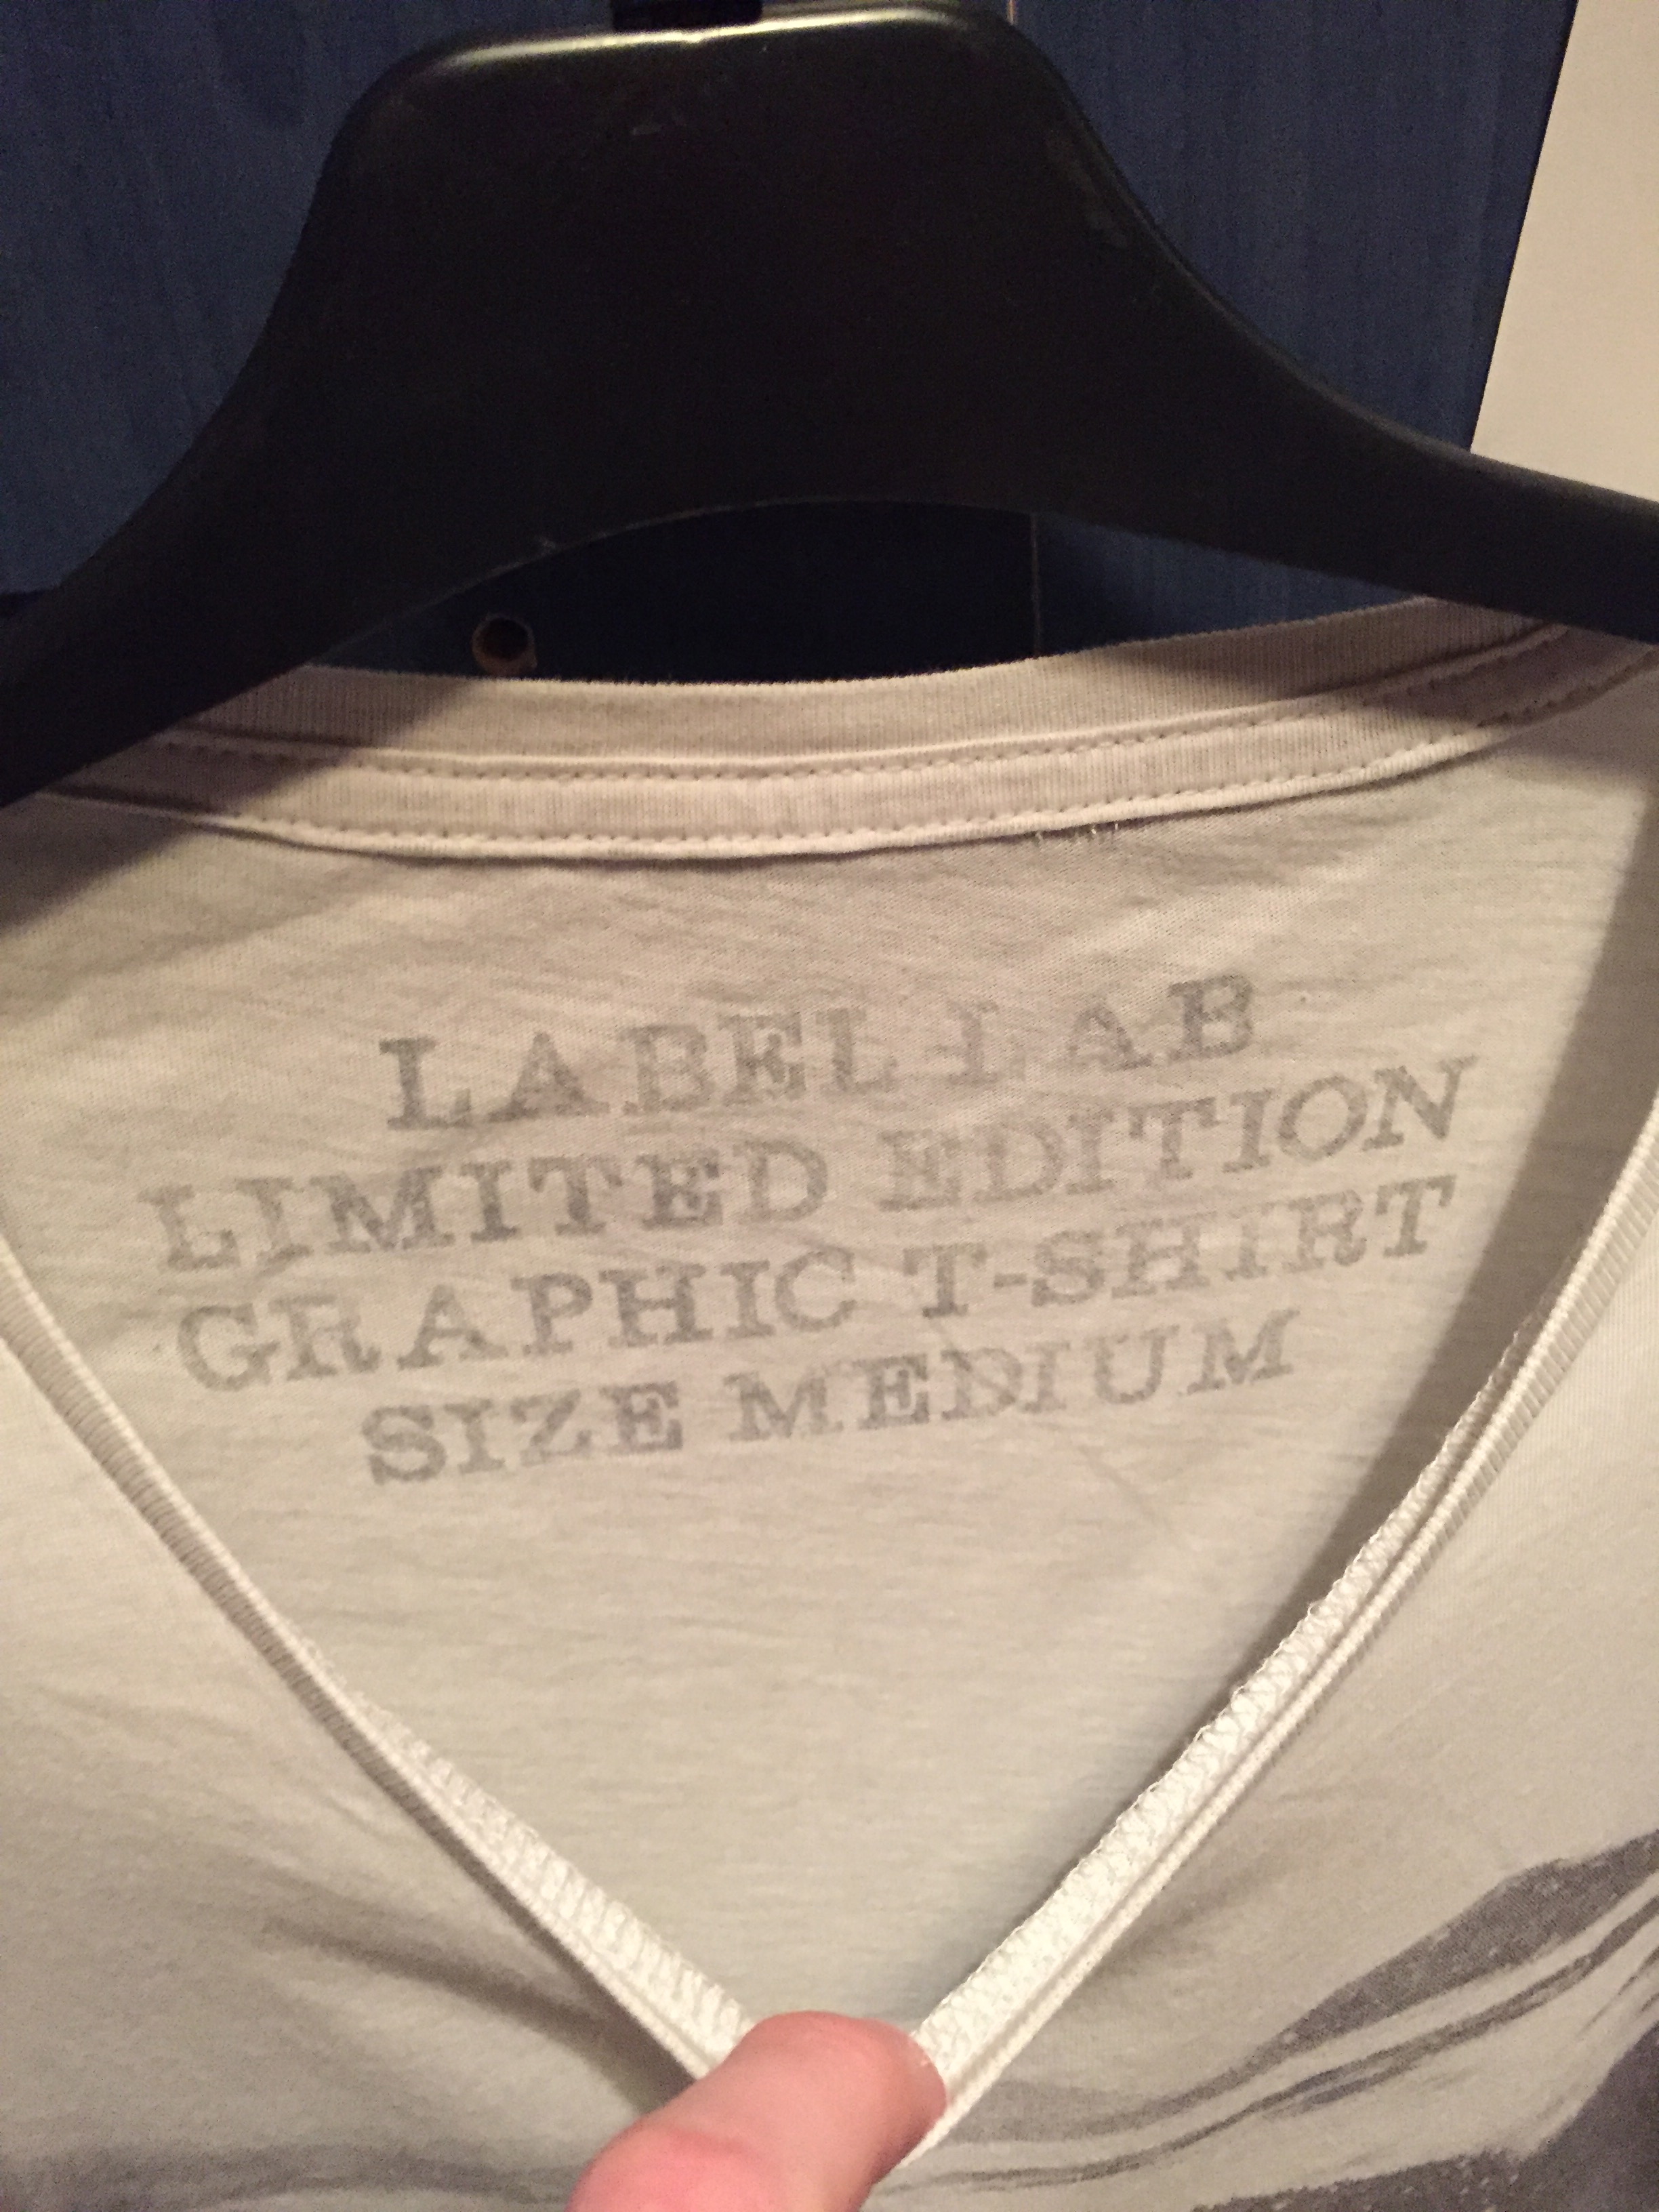 LABEL LAB
LIMITED EDITION
GRAPHIC T-SHIRT
SIZE MEDIUM